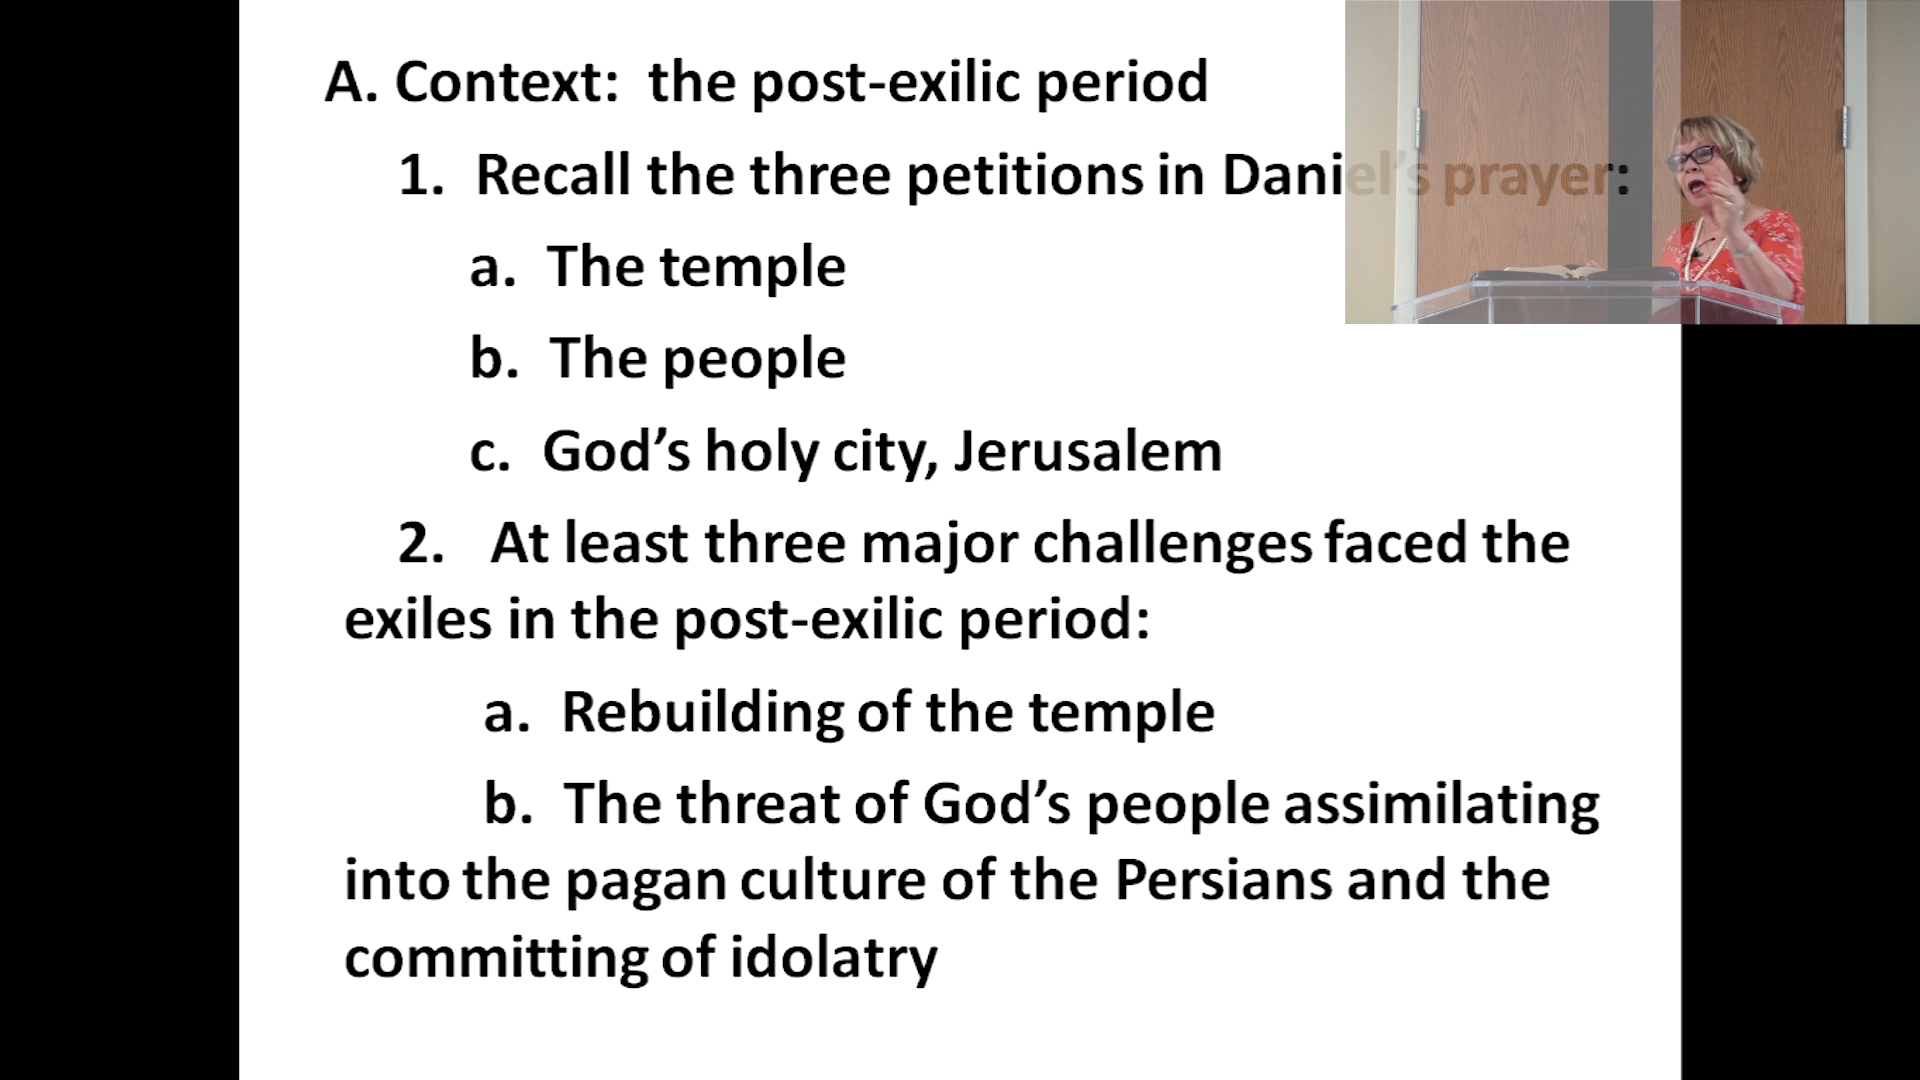 A. Context: the post-exilic period
1. Recall the three petitions in Daniel’s prayer:
a. The temple
b. The people
c. God’s holy city, Jerusalem
2. At least three major challenges faced the
exiles in the post-exilic period:
a. Rebuilding of the temple
b. The threat of God’s people assimilating
into the pagan culture of the Persians and the
committing of idolatry